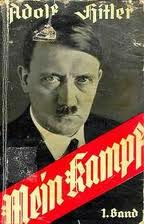 Adolf Hitler
Mein Kampf
1. Band